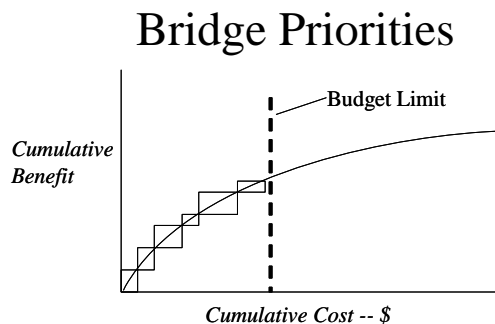 Bridge Priorities
Budget Limit
Cumulative
Benefit
Cumulative Cost -- $